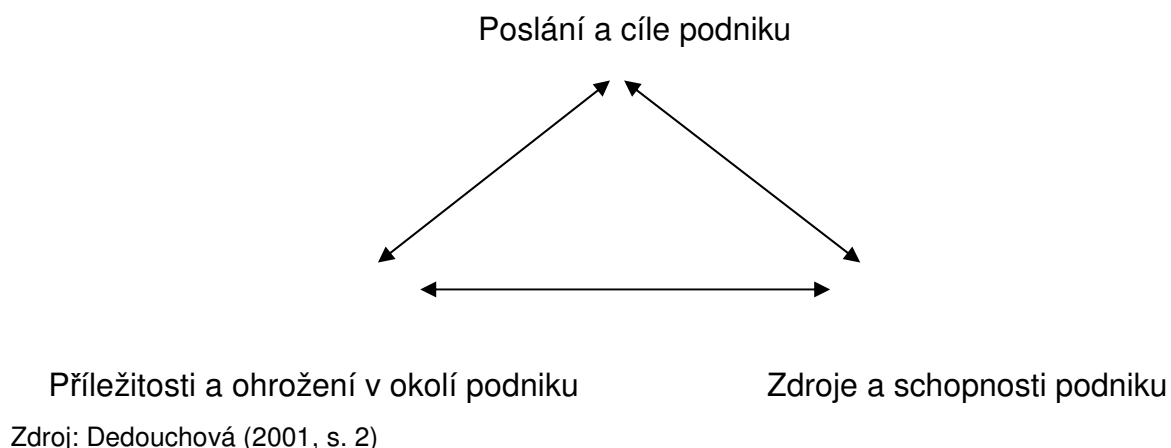 Poslání a cíle podniku
Příležitosti a ohrožení v okolí podniku
Zdroje a schopnosti podniku
Zdroj: Dedouchová (2001, s. 2)